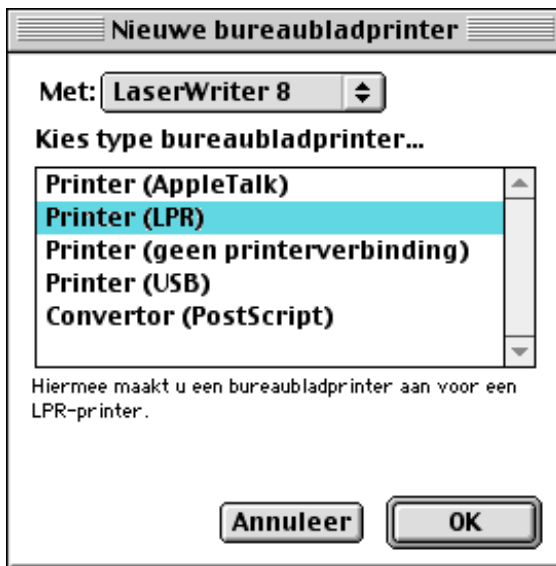 Nieuwe bureaubladprinter
Met: LaserWriter 8
Kies type bureaubladprinter...
Printer (AppleTalk)
Printer (LPR)
Printer (geen printerverbinding)
Printer (USB)
Convertor (PostScript)
Hiermee maakt u een bureaubladprinter aan voor een
LPR-printer.
Annuleer OK